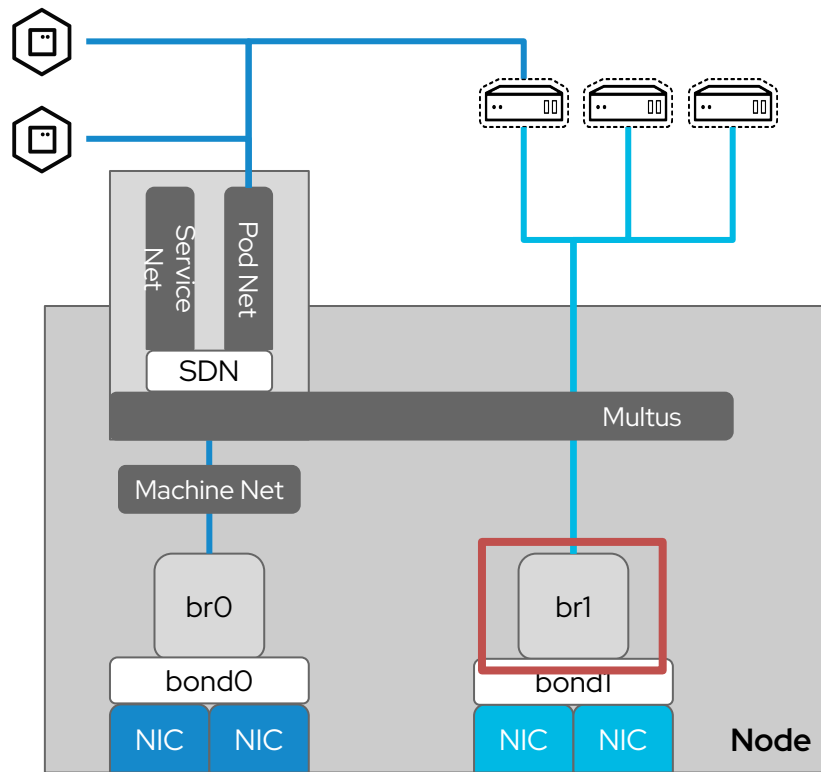 Service
Net
Pod Net
SDN
Multus
Machine Net
br0
br1
bond0
bond1
NIC
NIC
NIC
NIC
Node